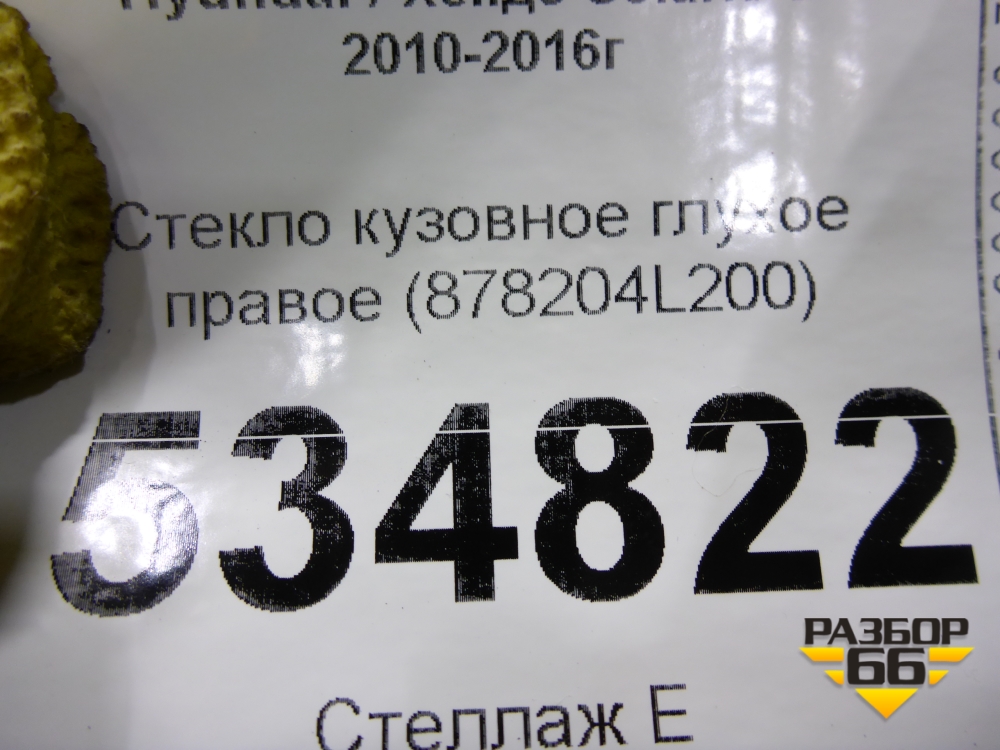 2010-2016г
Стекло кузовное глухое
правое (878204L200)
534822
РАЗБОР
66
Стеллаж Е